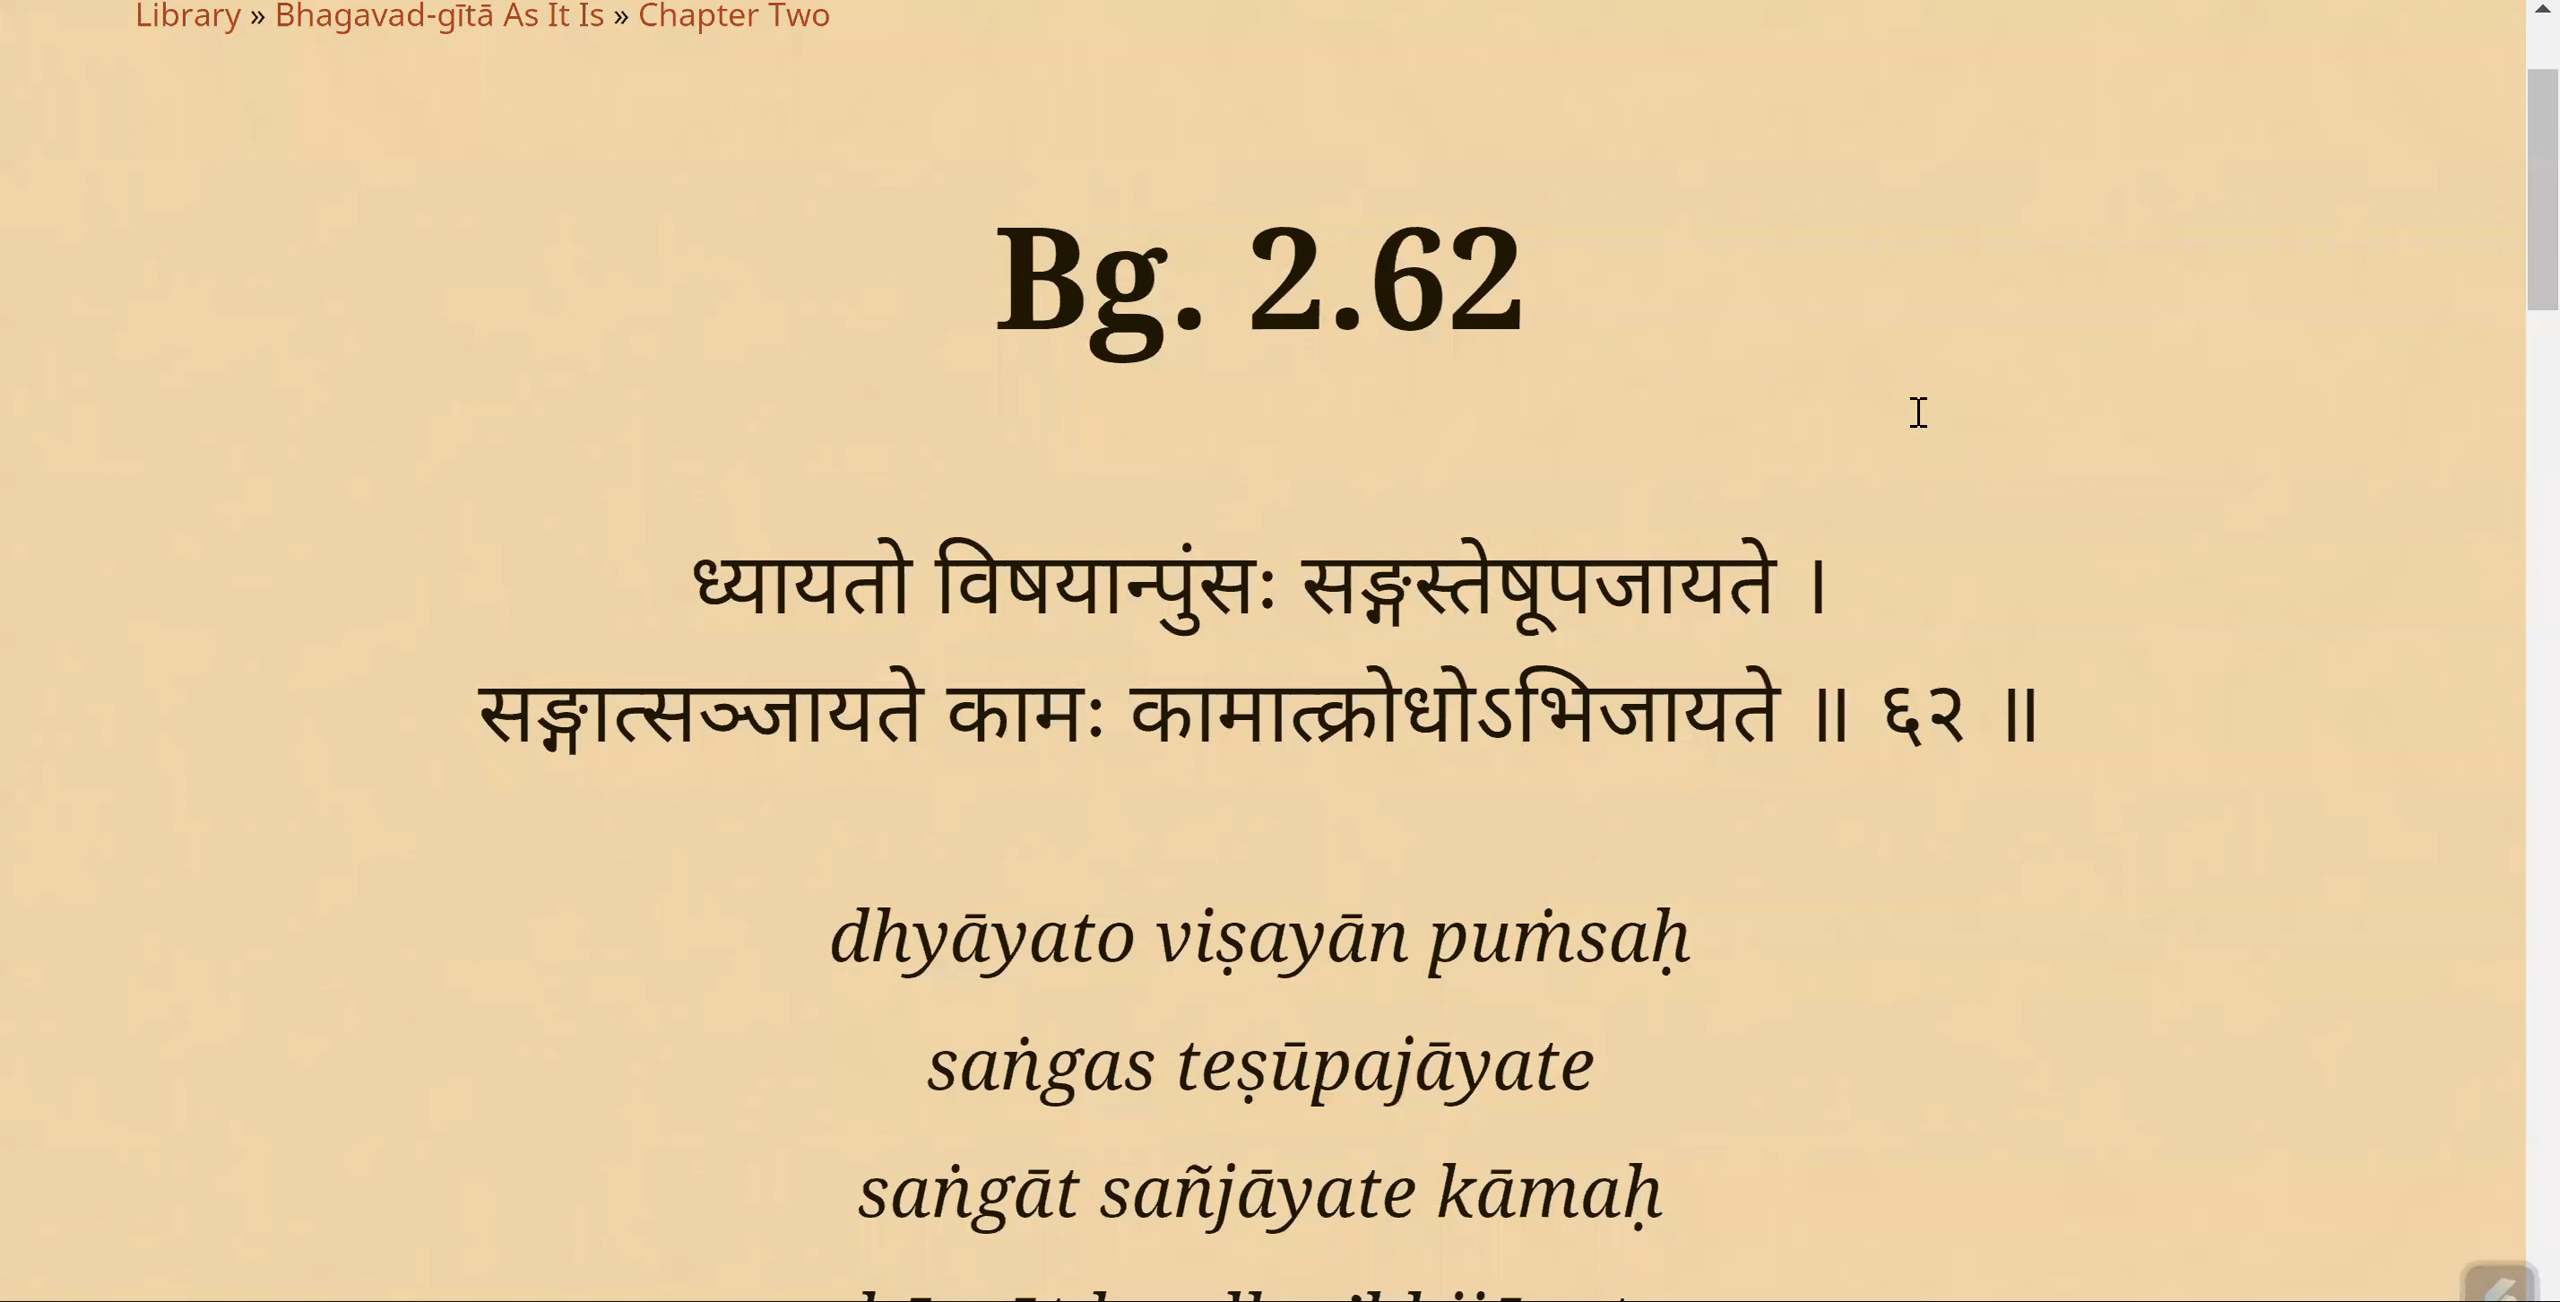 Library » Bhagavad-gītā As It Is » Chapter Two
Bg. 2.62
ध्यायतो विषयान्पुंसः सङ्गस्तेषूपजायते ।
सङ्गात्सञ्जायते कामः कामात्क्रोधोऽभिजायते ॥ ६२ ॥
dhyāyato viṣayān puṁsaḥ
saṅgas teṣūpajāyate
saṅgāt sañjāyate kāmaḥ